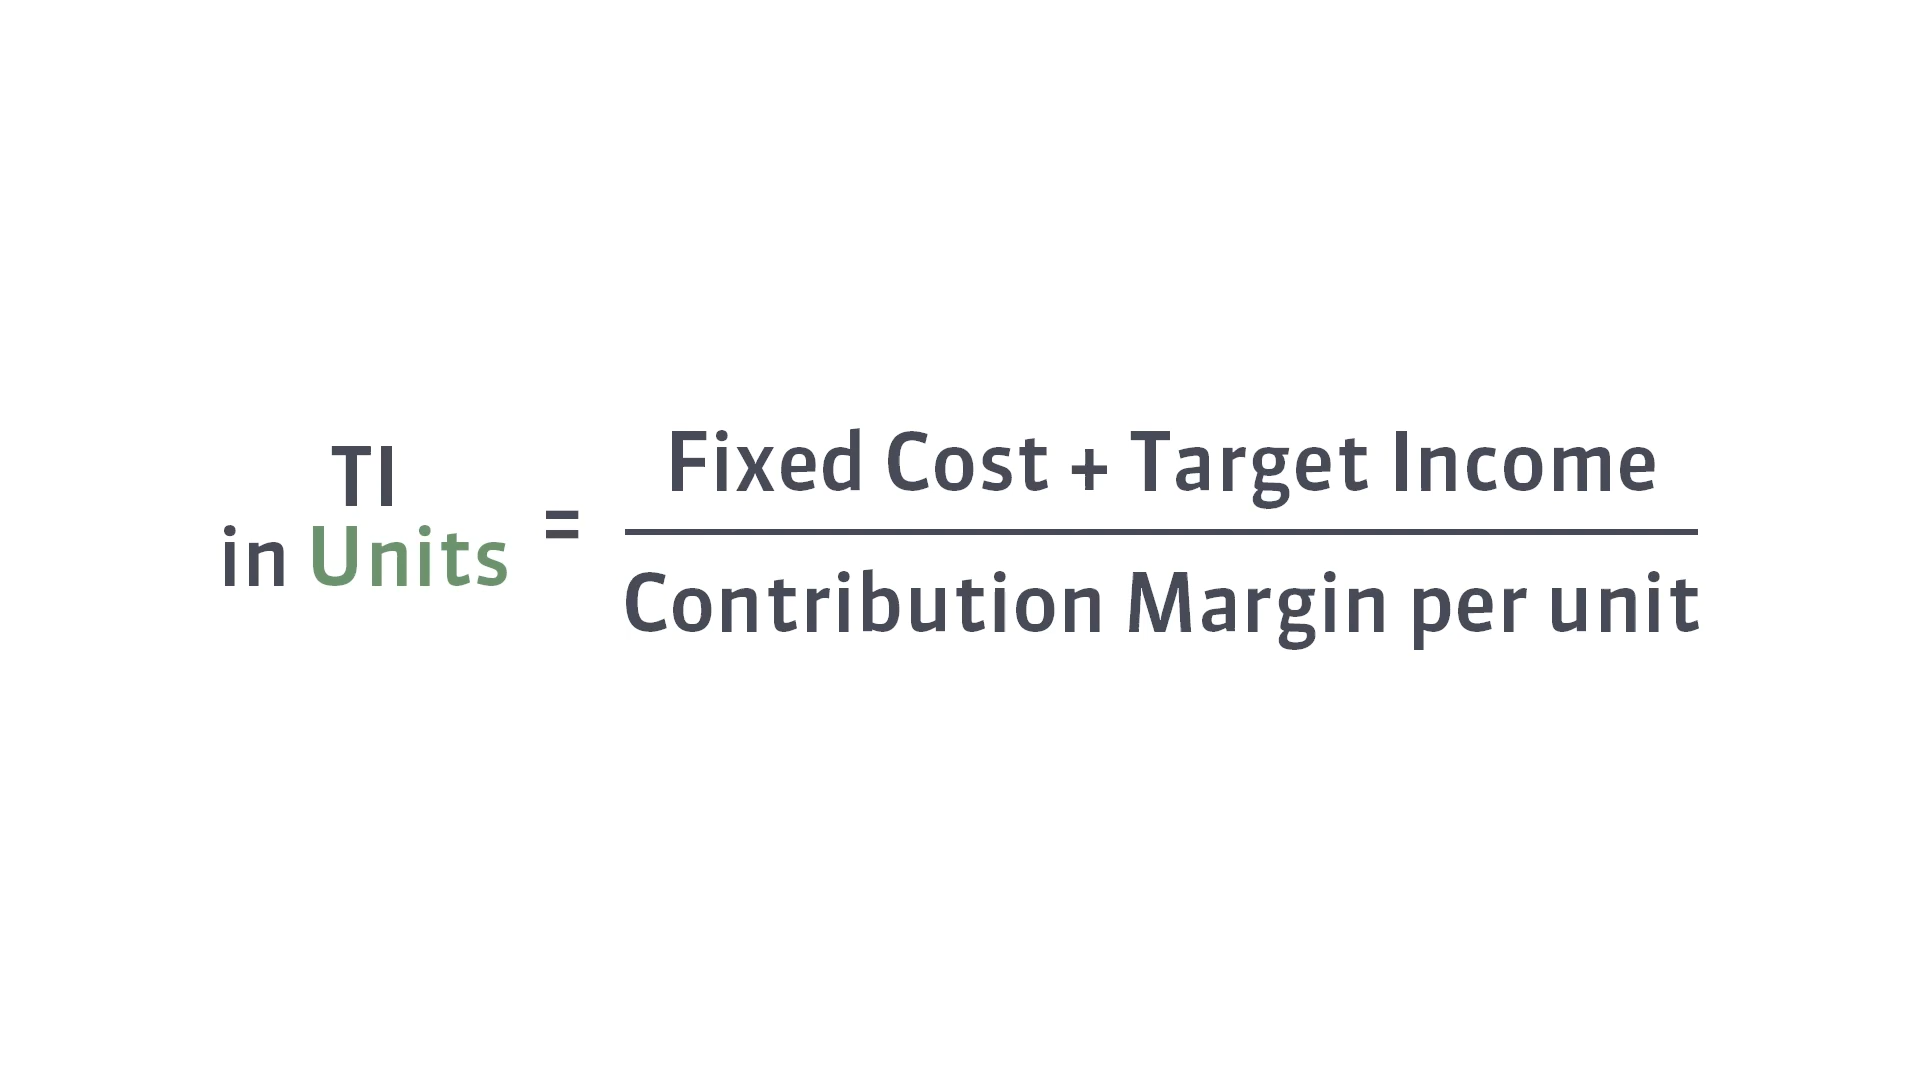 TI
in Units
=
Fixed Cost + Target Income
Contribution Margin per unit